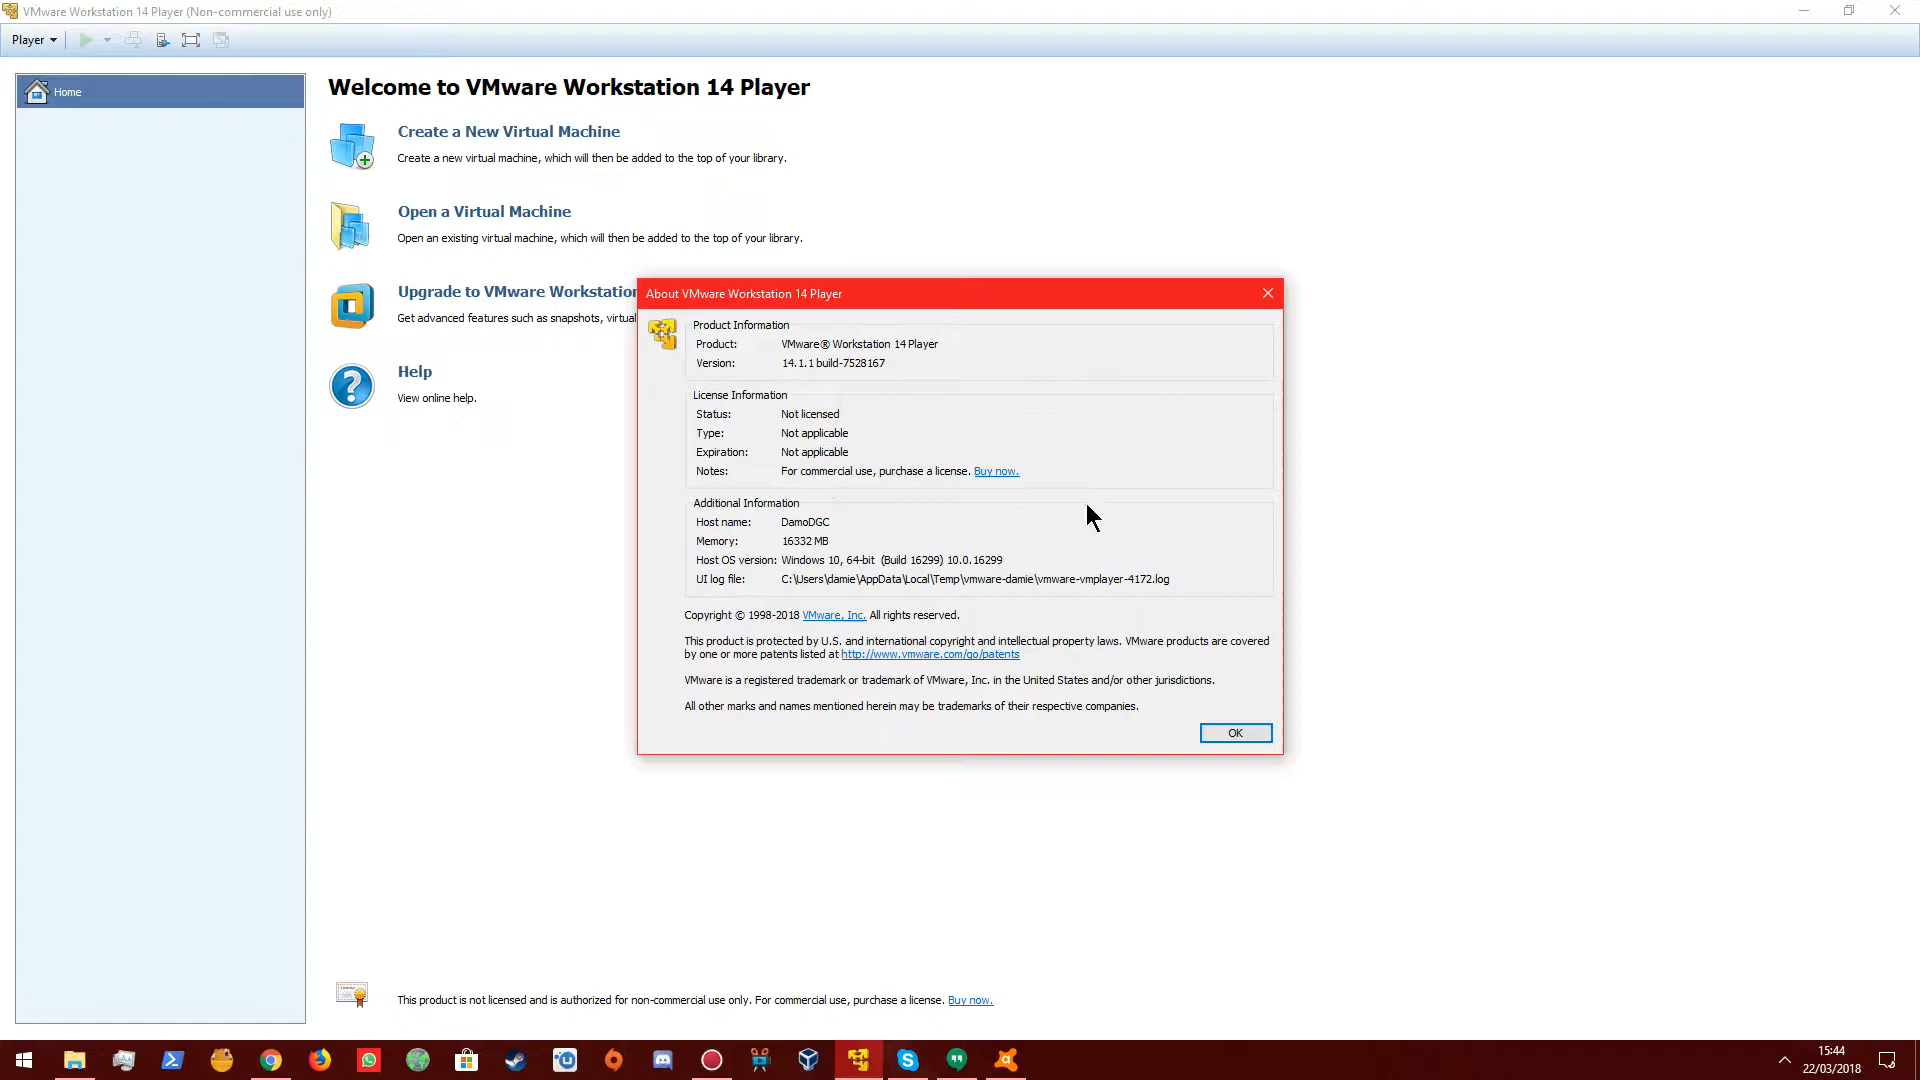 VMware Workstation 14 Player (Non-commercial use only)
Player
Home
Welcome to VMware Workstation 14 Player
Create a New Virtual Machine
Create a new virtual machine, which will then be added to the top of your library.
Open a Virtual Machine
Open an existing virtual machine, which will then be added to the top of your library.
Upgrade to VMware Workstation
Get advanced features such as snapshots, virtual
Help
View online help.
About VMware Workstation 14 Player
Product Information
Product: VMware® Workstation 14 Player
Version: 14.1.1 build-7528167
License Information
Status: Not licensed
Type: Not applicable
Expiration: Not applicable
Notes: For commercial use, purchase a license. Buy now.
Additional Information
Host name: DamoDGC
Memory: 16332 MB
Host OS version: Windows 10, 64-bit (Build 16299) 10.0.16299
UI log file: C:\Users\damie\AppData\Local\Temp\vmware-damie\vmware-vmplayer-4172.log
Copyright © 1998-2018 VMware, Inc. All rights reserved.
This product is protected by U.S. and international copyright and intellectual property laws. VMware products are covered
by one or more patents listed at http://www.vmware.com/go/patents
VMware is a registered trademark or trademark of VMware, Inc. in the United States and/or other jurisdictions.
All other marks and names mentioned herein may be trademarks of their respective companies.
OK
This product is not licensed and is authorized for non-commercial use only. For commercial use, purchase a license. Buy now.
15:44
22/03/2018